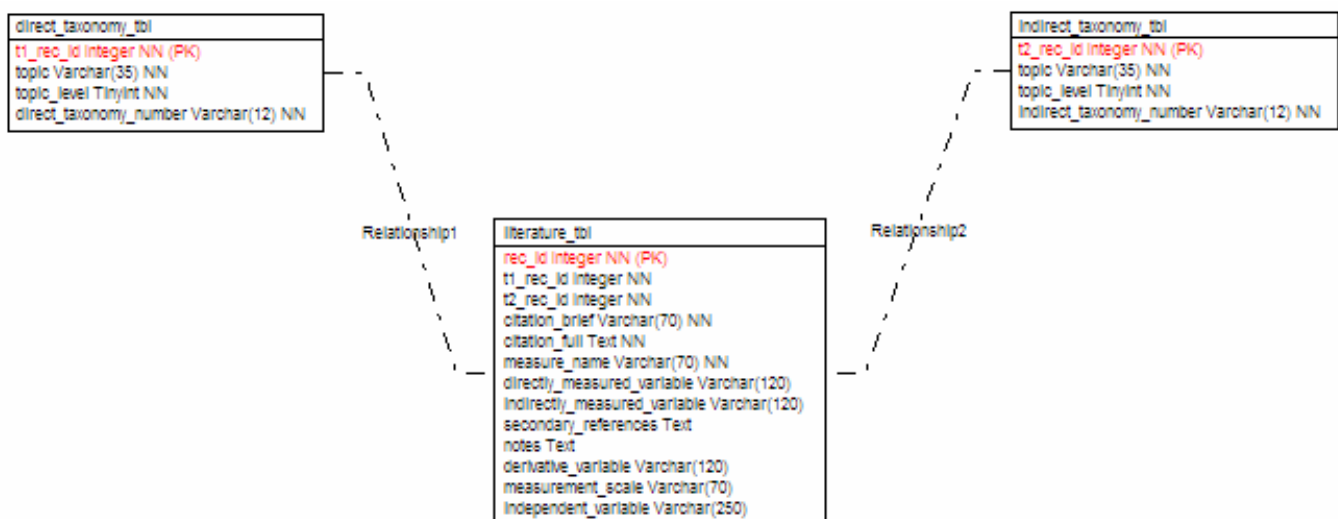 direct_taxonomy_tbl
t1_rec_id Integer NN (PK)
topic Varchar(35) NN
topic_level TinyInt NN
direct_taxonomy_number Varchar(12) NN
indirect_taxonomy_tbl
t2_rec_id Integer NN (PK)
topic Varchar(35) NN
topic_level TinyInt NN
indirect_taxonomy_number Varchar(12) NN
Relationship1
Relationship2
literature_tbl
rec_id Integer NN (PK)
t1_rec_id Integer NN
t2_rec_id Integer NN
citation_brief Varchar(70) NN
citation_full Text NN
measure_name Varchar(70) NN
directly_measured_variable Varchar(120)
indirectly_measured_variable Varchar(120)
secondary_references Text
notes Text
derivative_variable Varchar(120)
measurement_scale Varchar(70)
independent_variable Varchar(250)